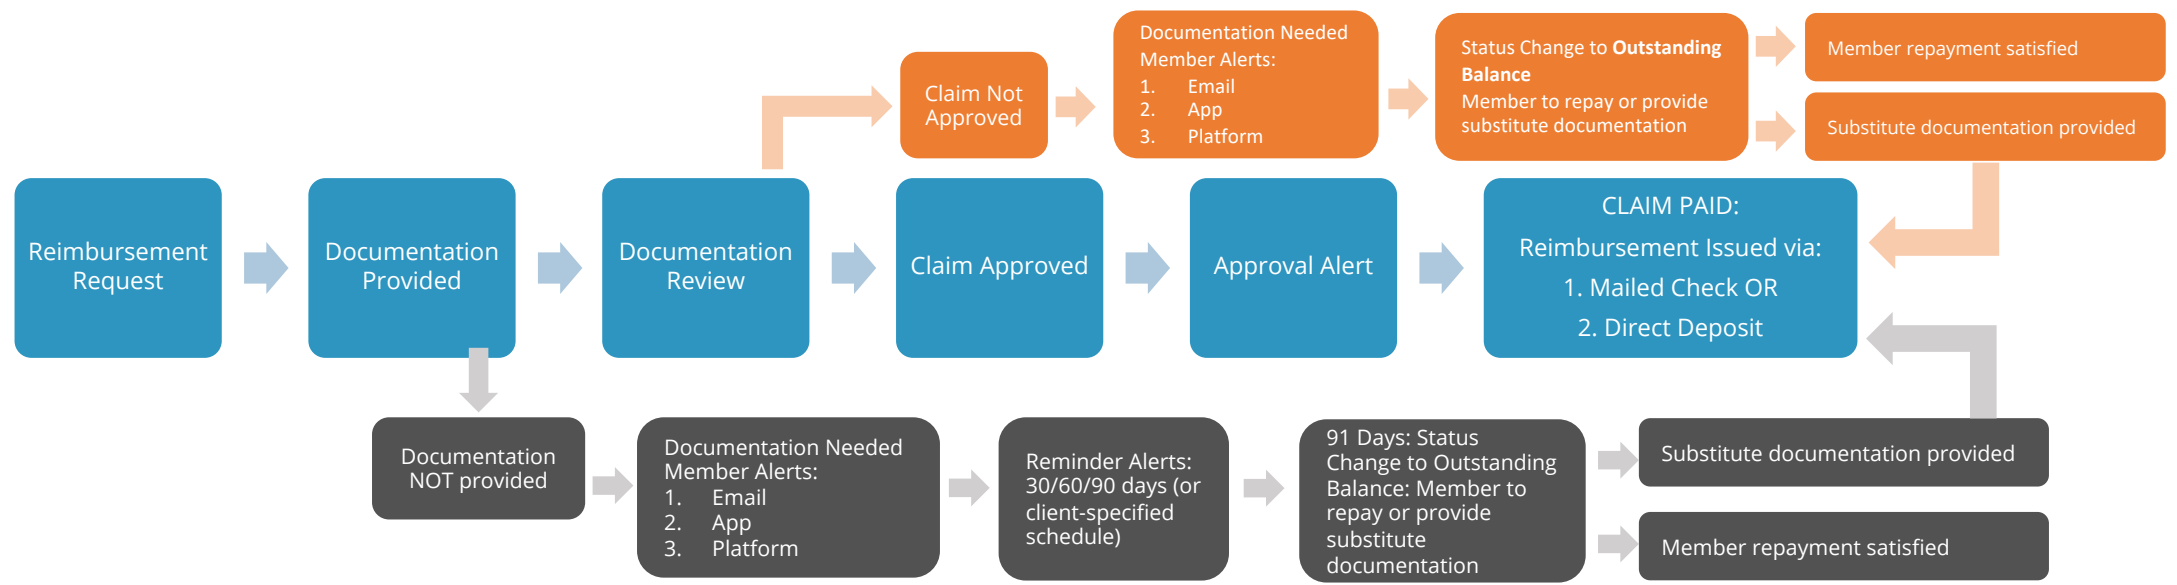 Claim Not
Approved
Documentation Needed
Member Alerts:
1. Email
2. App
3. Platform
Status Change to Outstanding
Balance
Member to repay or provide
substitute documentation
Member repayment satisfied
Substitute documentation provided
Reimbursement
Request
Documentation
Provided
Documentation
Review
Claim Approved
Approval Alert
CLAIM PAID:
Reimbursement Issued via:
1. Mailed Check OR
2. Direct Deposit
Documentation
NOT provided
Documentation Needed
Member Alerts:
1. Email
2. App
3. Platform
Reminder Alerts:
30/60/90 days (or
client-specified
schedule)
91 Days: Status
Change to Outstanding
Balance: Member to
repay or provide
substitute
documentation
Substitute documentation provided
Member repayment satisfied